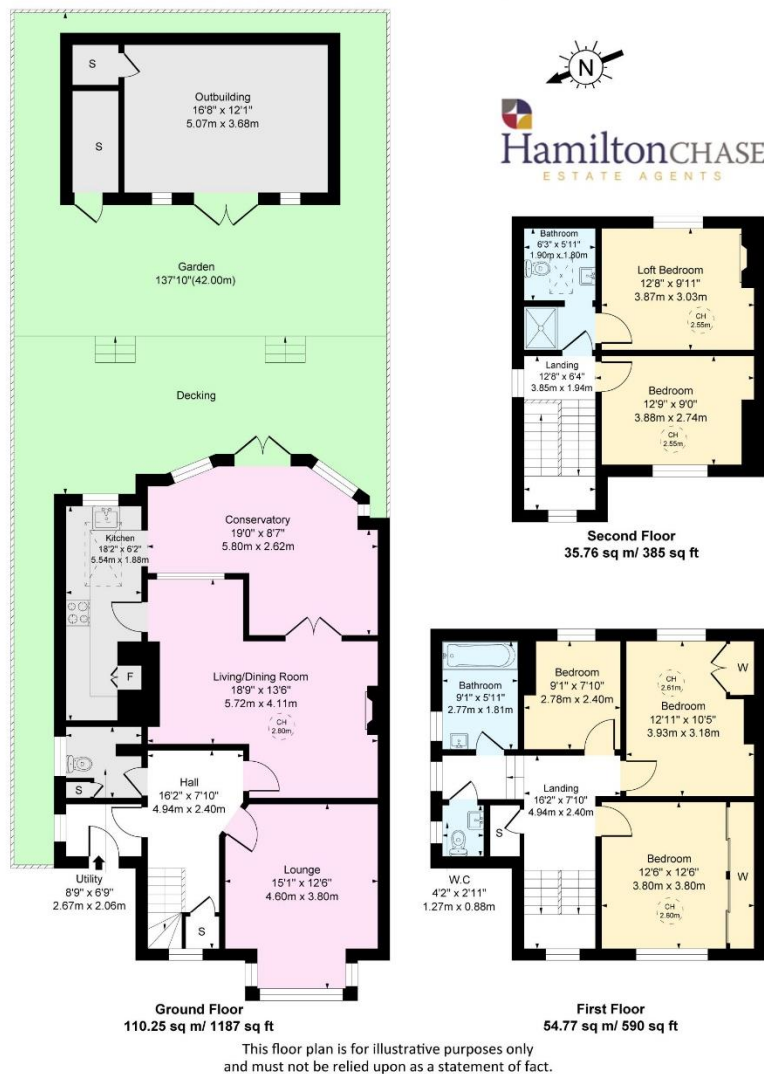 S
Outbuilding
16'8" x 12'1"
5.07m x 3.68m
S
Garden
137'10"(42.00m)
Decking
Conservatory
19'0" x 8'7"
5.80m x 2.62m
Kitchen
18'2" x 6'2"
5.54m x 1.88m
F
Living/Dining Room
18'9" x 13'6"
5.72m x 4.11m
CH
2.80m
Hall
16'2" x 7'10"
4.94m x 2.40m
S
Lounge
15'1" x 12'6"
4.60m x 3.80m
Utility
8'9" x 6'9"
2.67m x 2.06m
S
Ground Floor
110.25 sq m/ 1187 sq ft
N
HamiltonCHASE
ESTATE AGENTS
Bathroom
6'3" x 5'11"
1.90m x 1.80m
Loft Bedroom
12'8" x 9'11"
3.87m x 3.03m
CH
2.55m
Landing
12'8" x 6'4"
3.85m x 1.94m
Bedroom
12'9" x 9'0"
3.88m x 2.74m
CH
2.55m
Second Floor
35.76 sq m/ 385 sq ft
Bathroom
9'1" x 5'11"
2.77m x 1.81m
Bedroom
9'1" x 7'10"
2.78m x 2.40m
W
CH
2.61m
Bedroom
12'11" x 10'5"
3.93m x 3.18m
Landing
16'2" x 7'10"
4.94m x 2.40m
S
W.C
4'2" x 2'11"
1.27m x 0.88m
Bedroom
12'6" x 12'6"
3.80m x 3.80m
CH
2.60m
W
First Floor
54.77 sq m/ 590 sq ft
This floor plan is for illustrative purposes only
and must not be relied upon as a statement of fact.